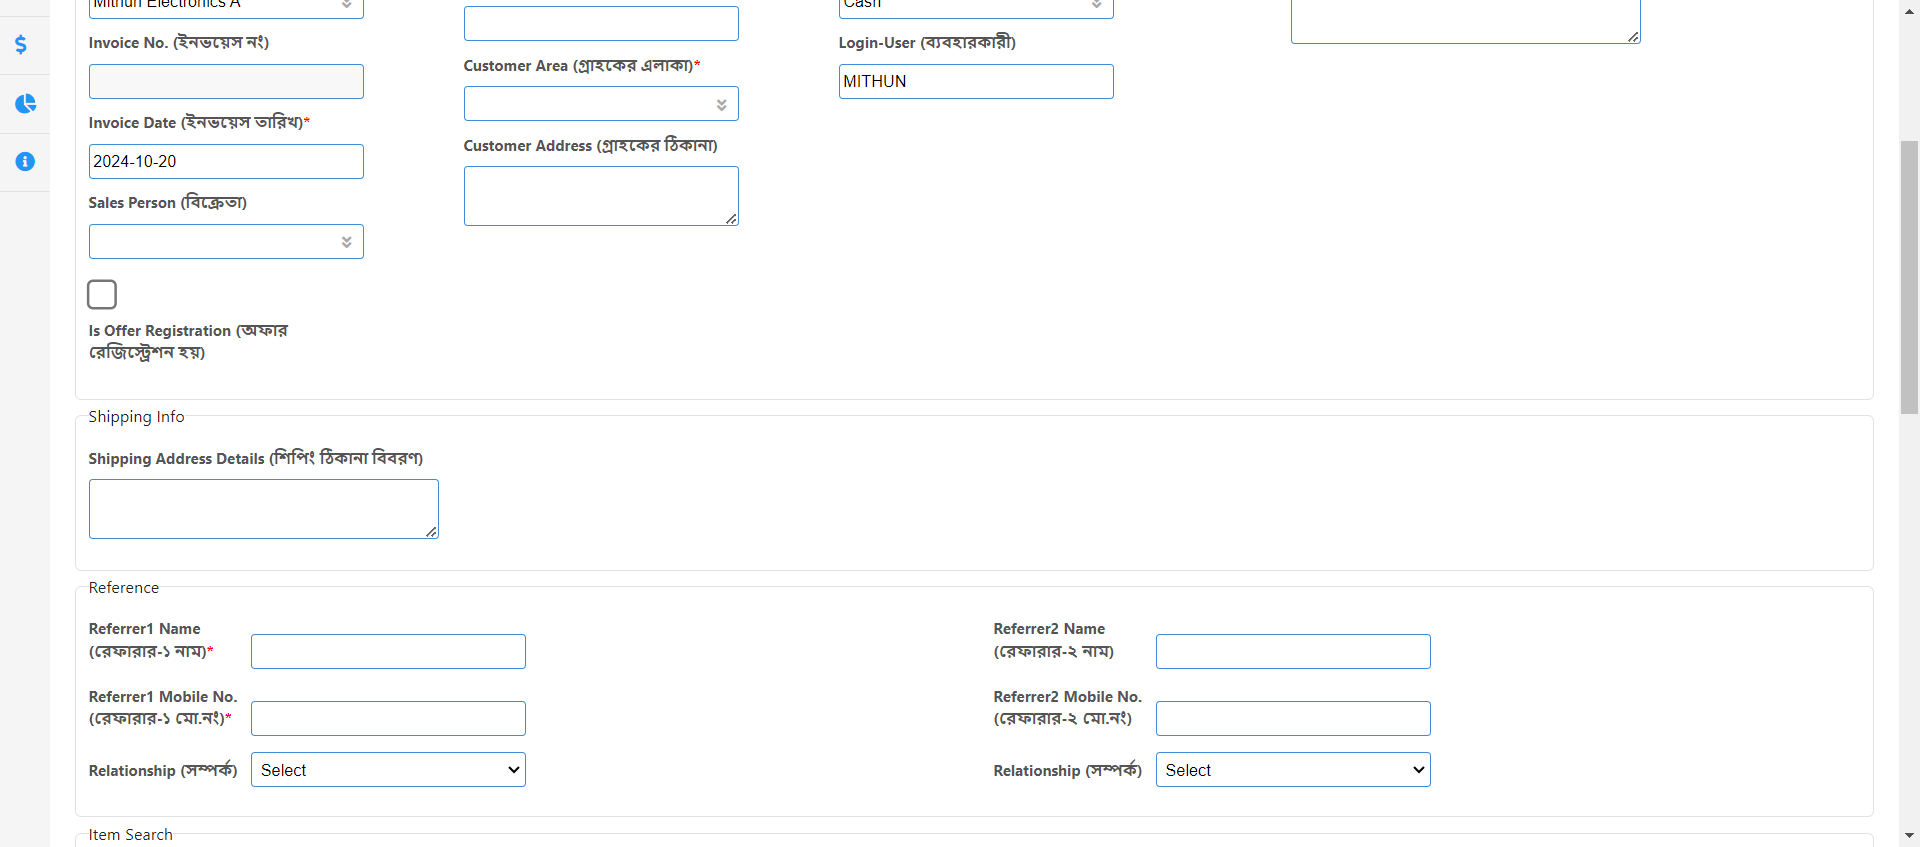 Mithun Electronics A
Invoice No. (ইনভয়েস নং)
Invoice Date (ইনভয়েস তারিখ)*
2024-10-20
Sales Person (বিক্রেতা)
Is Offer Registration (অফার
রেজিস্ট্রেশন হয়)
Customer Area (গ্রাহকের এলাকা)*
Customer Address (গ্রাহকের ঠিকানা)
Cash
Login-User (ব্যবহারকারী)
MITHUN
Shipping Info
Shipping Address Details (শিপিং ঠিকানা বিবরণ)
Reference
Referrer1 Name
(রেফারার-১ নাম)*
Referrer1 Mobile No.
(রেফারার-১ মো.নং)*
Relationship (সম্পর্ক)
Select
Referrer2 Name
(রেফারার-২ নাম)
Referrer2 Mobile No.
(রেফারার-২ মো.নং)
Relationship (সম্পর্ক)
Select
Item Search